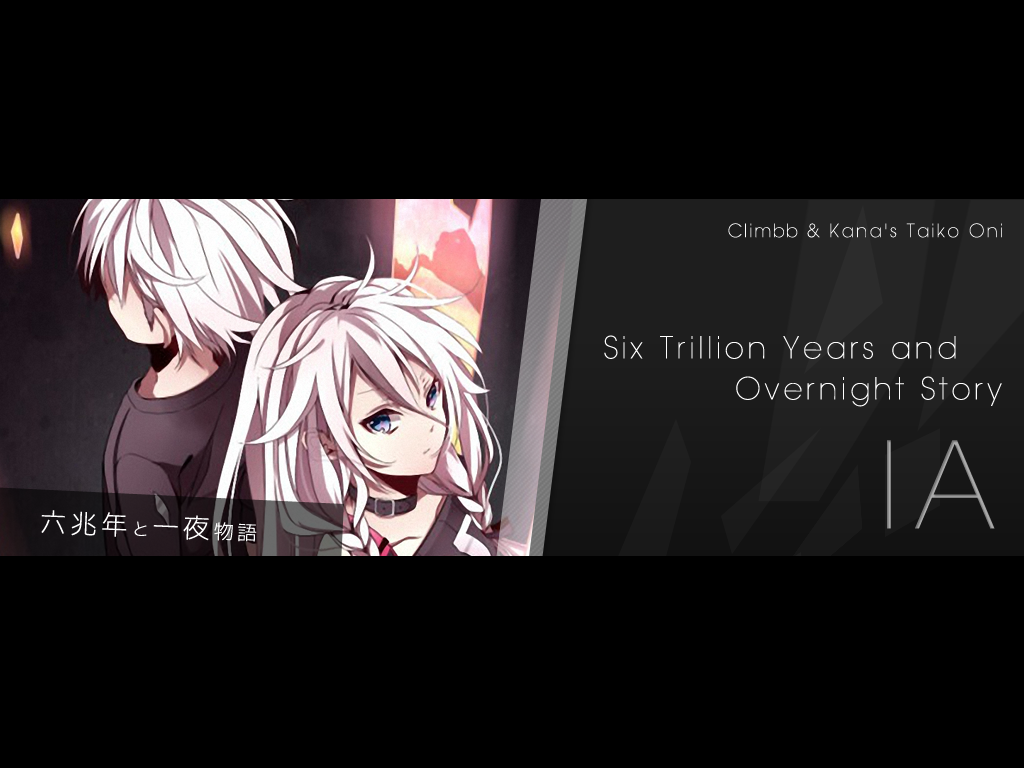 Climbb & Kana's Taiko Oni
Six Trillion Years and
Overnight Story
IA
六兆年と一夜物語